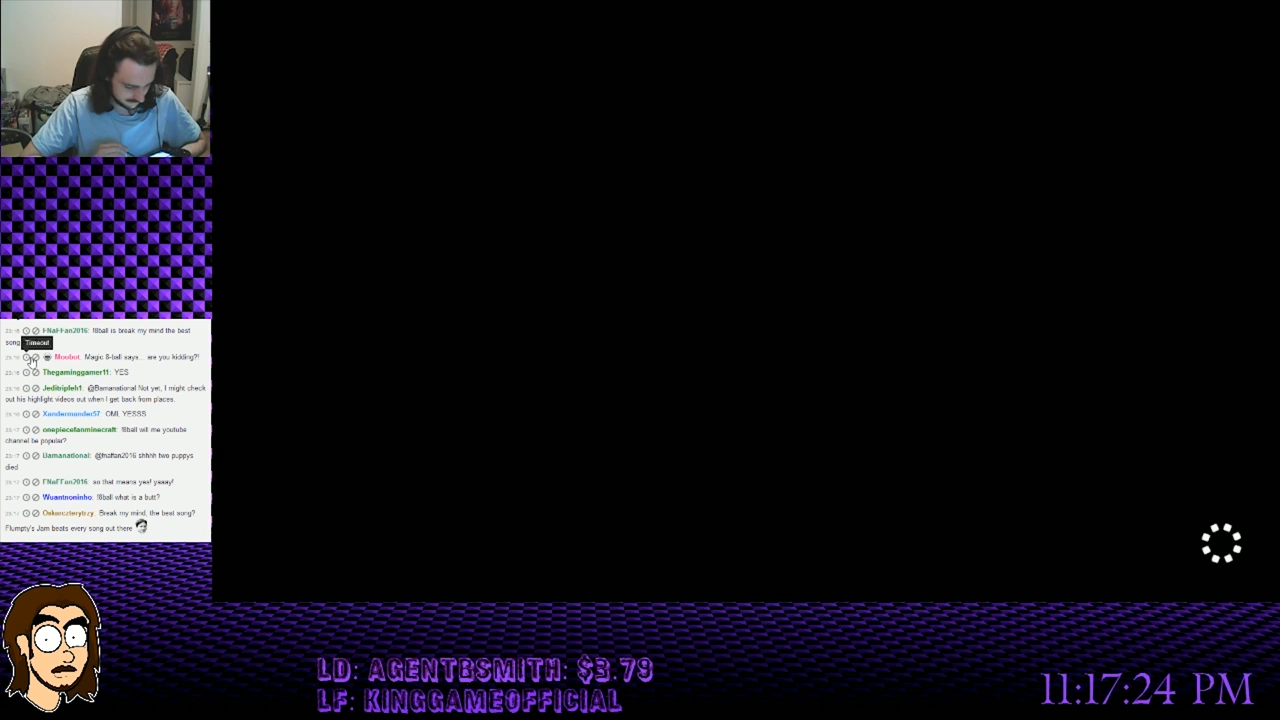 FNaFFan2016: !8ball is break my mind the best
song
Timeout
Moobot: Magic 8-ball says... are you kidding?!
Thegaminggamer11: YES
Jeditripleh1: @Bamanational Not yet, I might check
out his highlight videos out when I get back from places.
Xandermander57: OML YESSS
onepiecefanminecraft: !8ball will me youtube
channel be popular?
Bamanational: @fnaffan2016 shhhh two puppys
died
FNaFFan2016: so that means yes! yaaay!
Wuantnoninho: !8ball what is a butt?
Break my mind, the best song?
Flumpty's Jam beats every song out there
LD: AGENTBSMITH: $3.79
LF: KINGGAMEOFFICIAL
11:17:24 PM